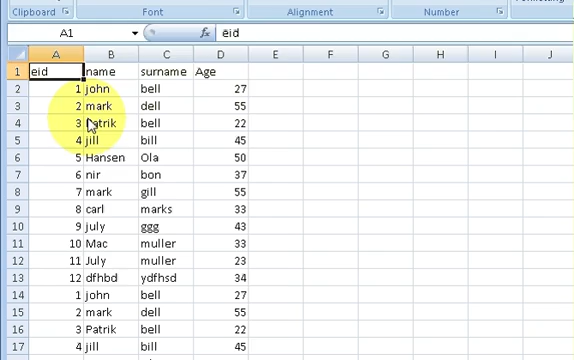 Clipboard Font Alignment Number
A1 fx eid
A B C D E F G H I J
1 eid name surname Age
2 1 john bell 27
3 2 mark dell 55
4 3 Patrik bell 22
5 4 jill bill 45
6 5 Hansen Ola 50
7 6 nir bon 37
8 7 mark gill 55
9 8 carl marks 33
10 9 july ggg 43
11 10 Mac muller 33
12 11 July muller 23
13 12 dfhbd ydfhsd 34
14 1 john bell 27
15 2 mark dell 55
16 3 Patrik bell 22
17 4 jill bill 45